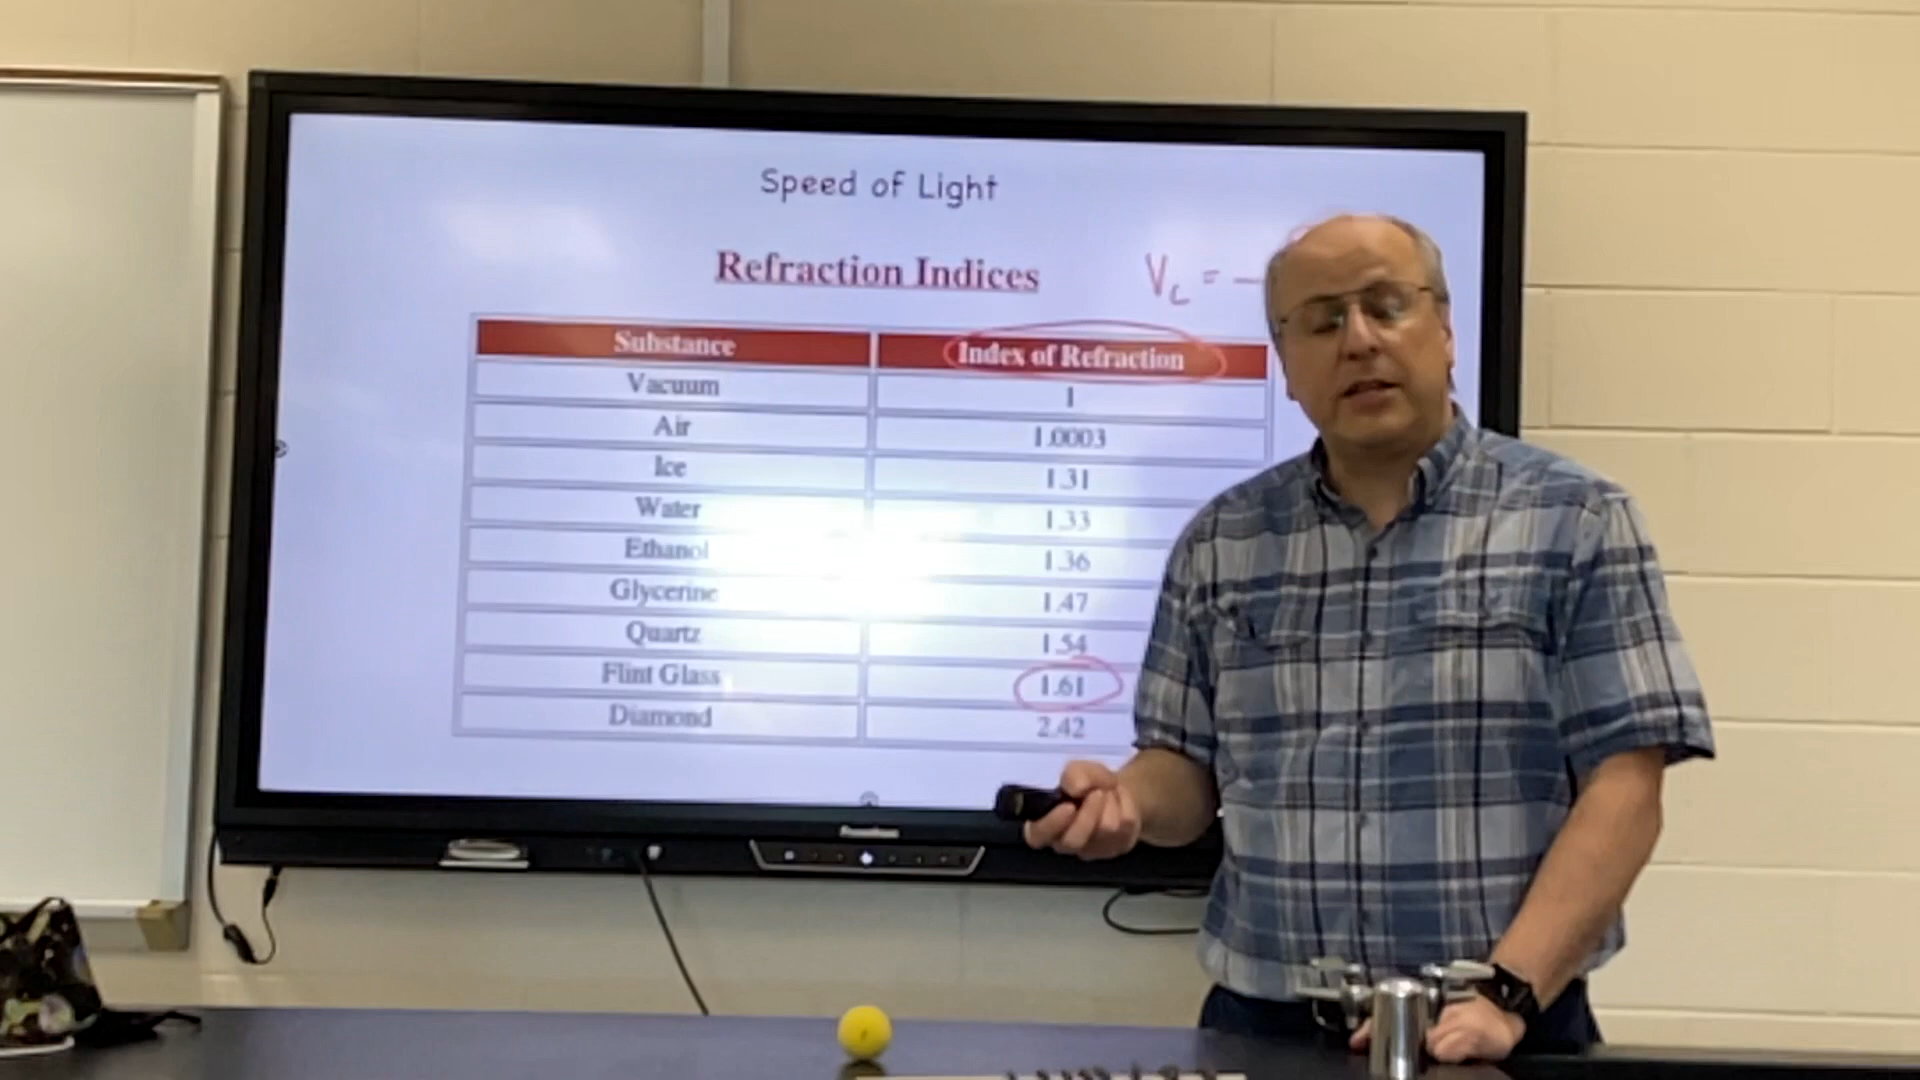 Speed of Light
Refraction Indices
V_L = —
Substance Index of Refraction
Vacuum 1
Air 1.0003
Ice 1.31
Water 1.33
Ethanol 1.36
Glycerine 1.47
Quartz 1.54
Flint Glass 1.61
Diamond 2.42